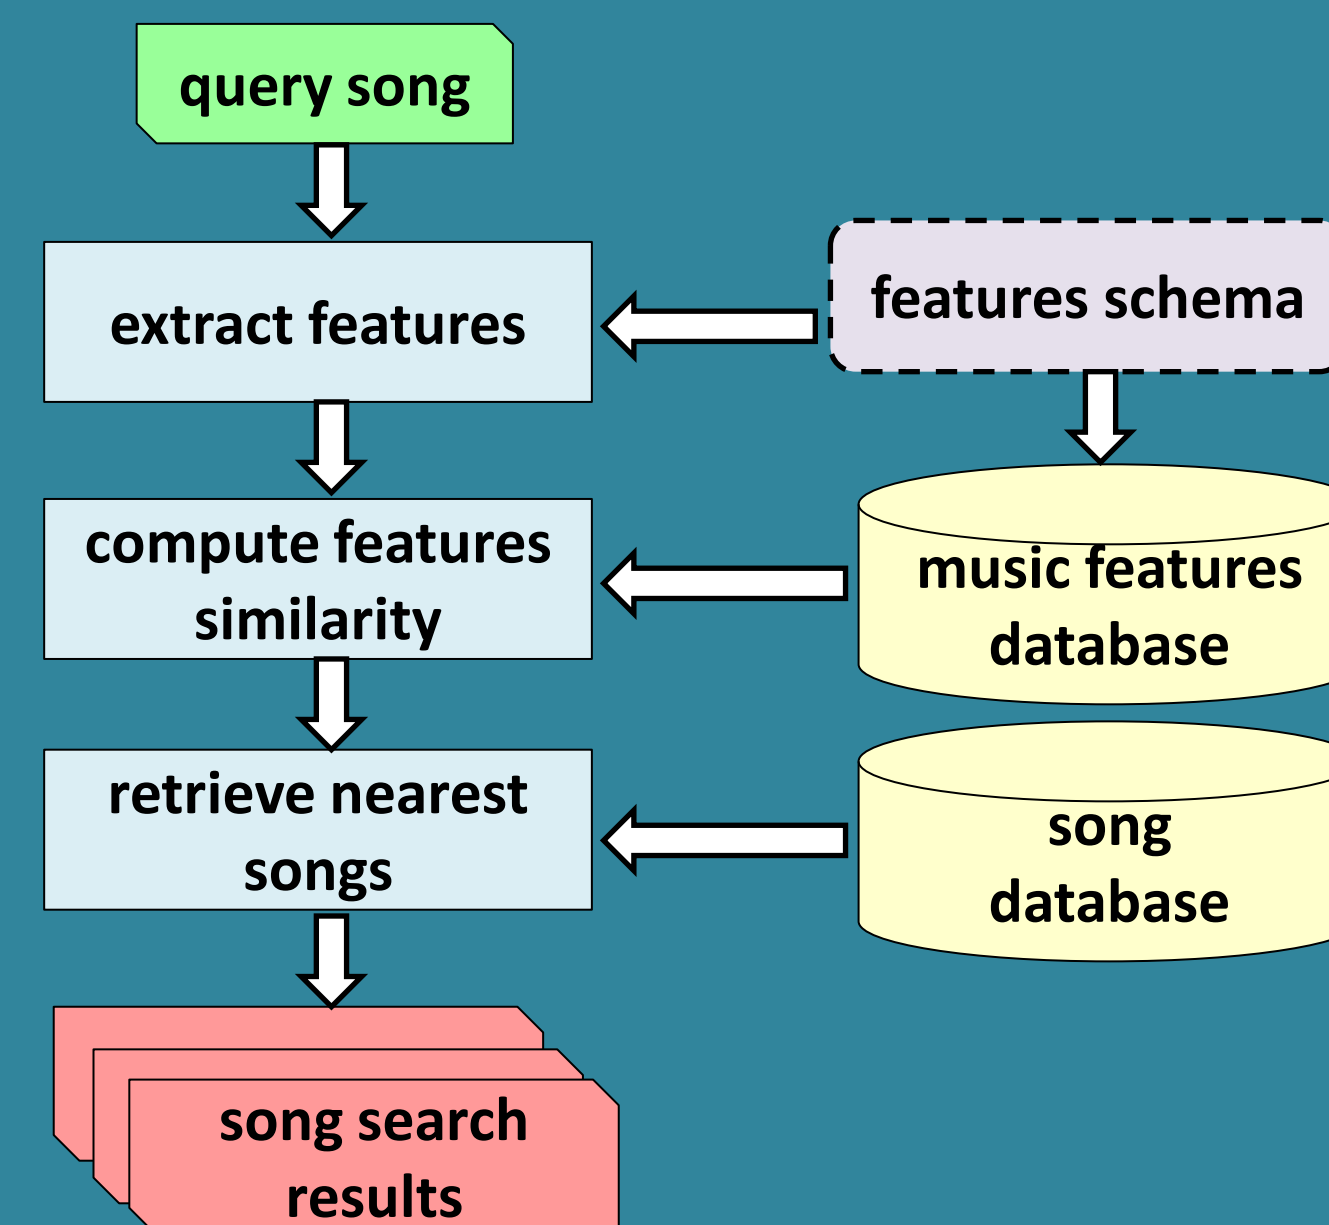 query song
extract features
features schema
compute features
similarity
music features
database
retrieve nearest
songs
song
database
song search
results